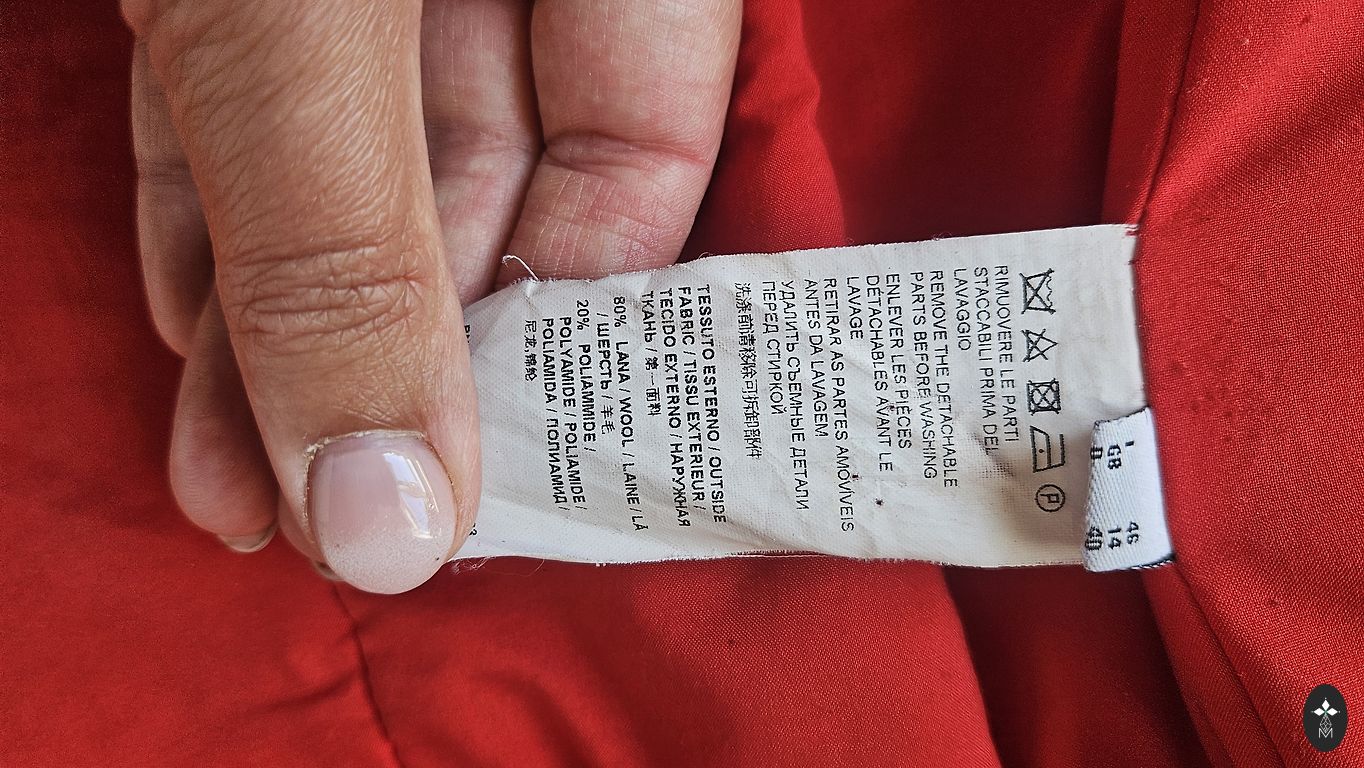 P
RIMUOVERE LE PARTI
STACCABILI PRIMA DEL
LAVAGGIO
REMOVE THE DETACHABLE
PARTS BEFORE WASHING
ENLEVER LES PIÈCES
DÉTACHABLES AVANT LE
LAVAGE
RETIRAR AS PARTES AMOVÍVEIS
ANTES DA LAVAGEM
УДАЛИТЬ СЪЕМНЫЕ ДЕТАЛИ
ПЕРЕД СТИРКОЙ
洗涤前请移除可拆卸部件
TESSUTO ESTERNO / OUTSIDE
FABRIC / TISSU EXTERIEUR /
TECIDO EXTERNO / НАРУЖНАЯ
ТКАНЬ / 第一面料
80% LANA / WOOL / LAINE / LÃ
/ ШЕРСТЬ / 羊毛
20% POLIAMMIDE /
POLYAMIDE / POLIAMIDE /
POLIAMIDA / ПОЛИАМИД /
尼龙,锦纶
I 46
GB 14
D 40
M